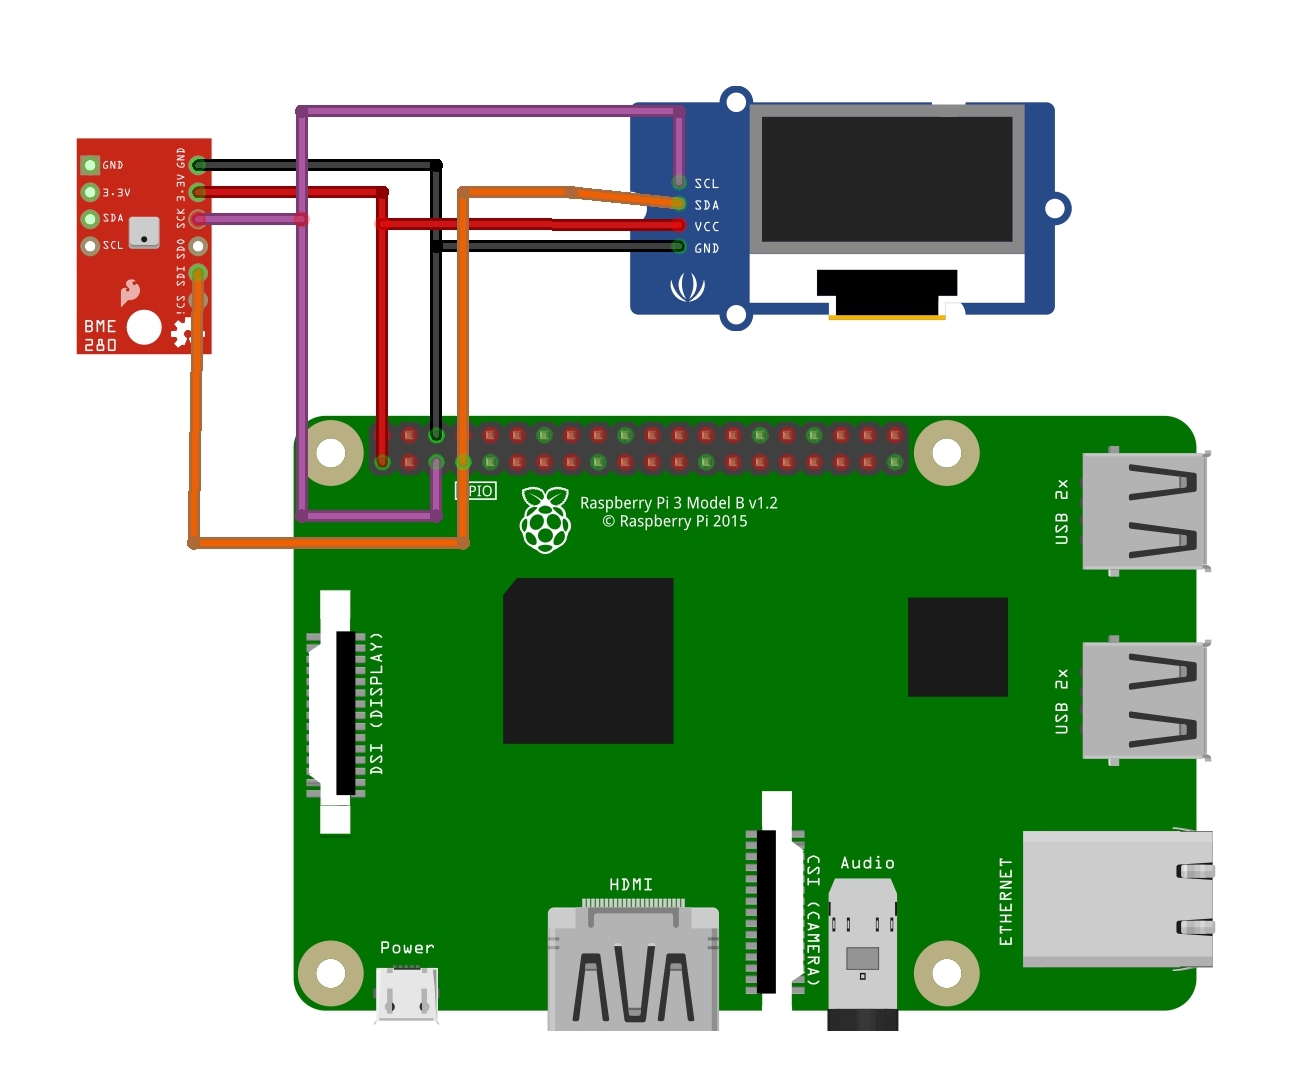 GND
3.3V
SDA
SCL
GND
3.3V
SCK
SDO
SDI
BME
280
SCL
SDA
VCC
GND
Raspberry Pi 3 Model B v1.2
© Raspberry Pi 2015
USB 2x
USB 2x
DSI (DISPLAY)
ETHERNET
CSI (CAMERA)
Audio
HDMI
Power